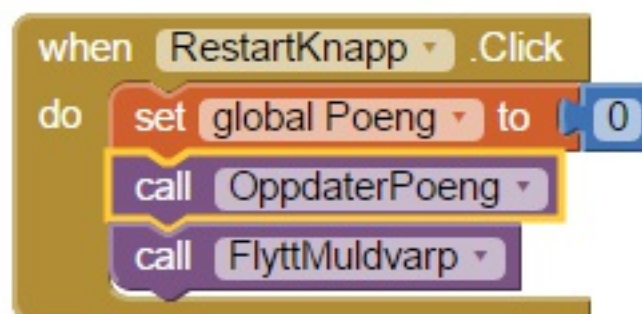 when RestartKnapp .Click
do set global Poeng to 0
call OppdaterPoeng
call FlyttMuldvarp